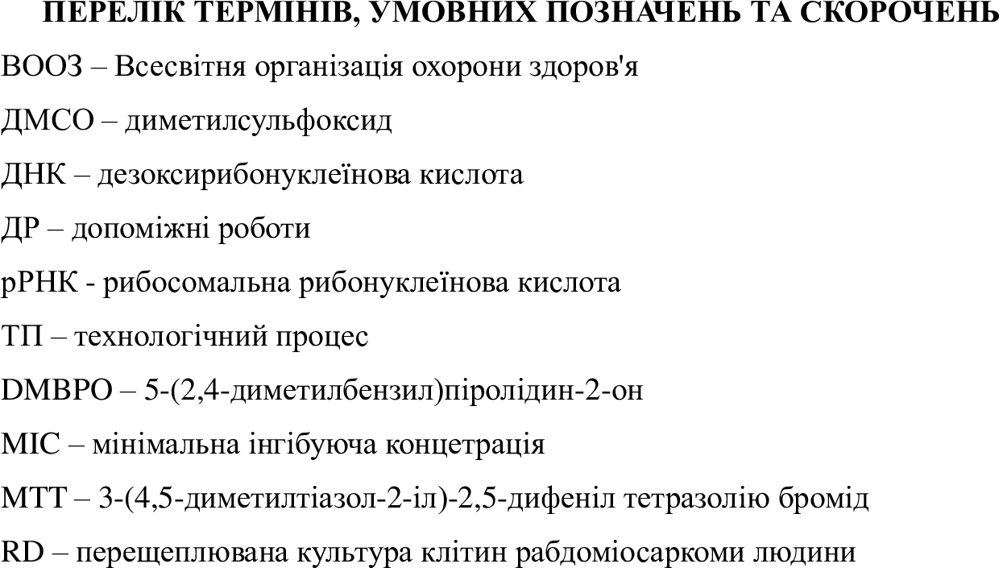 ПЕРЕЛІК ТЕРМІНІВ, УМОВНИХ ПОЗНАЧЕНЬ ТА СКОРОЧЕНЬ
ВООЗ – Всесвітня організація охорони здоров'я
ДМСО – диметилсульфоксид
ДНК – дезоксирибонуклеїнова кислота
ДР – допоміжні роботи
рРНК - рибосомальна рибонуклеїнова кислота
ТП – технологічний процес
DMBPO – 5-(2,4-диметилбензил)піролідин-2-он
MIC – мінімальна інгібуюча концетрація
МТТ – 3-(4,5-диметилтіазол-2-іл)-2,5-дифеніл тетразолію бромід
RD – перещеплювана культура клітин рабдоміосаркоми людини